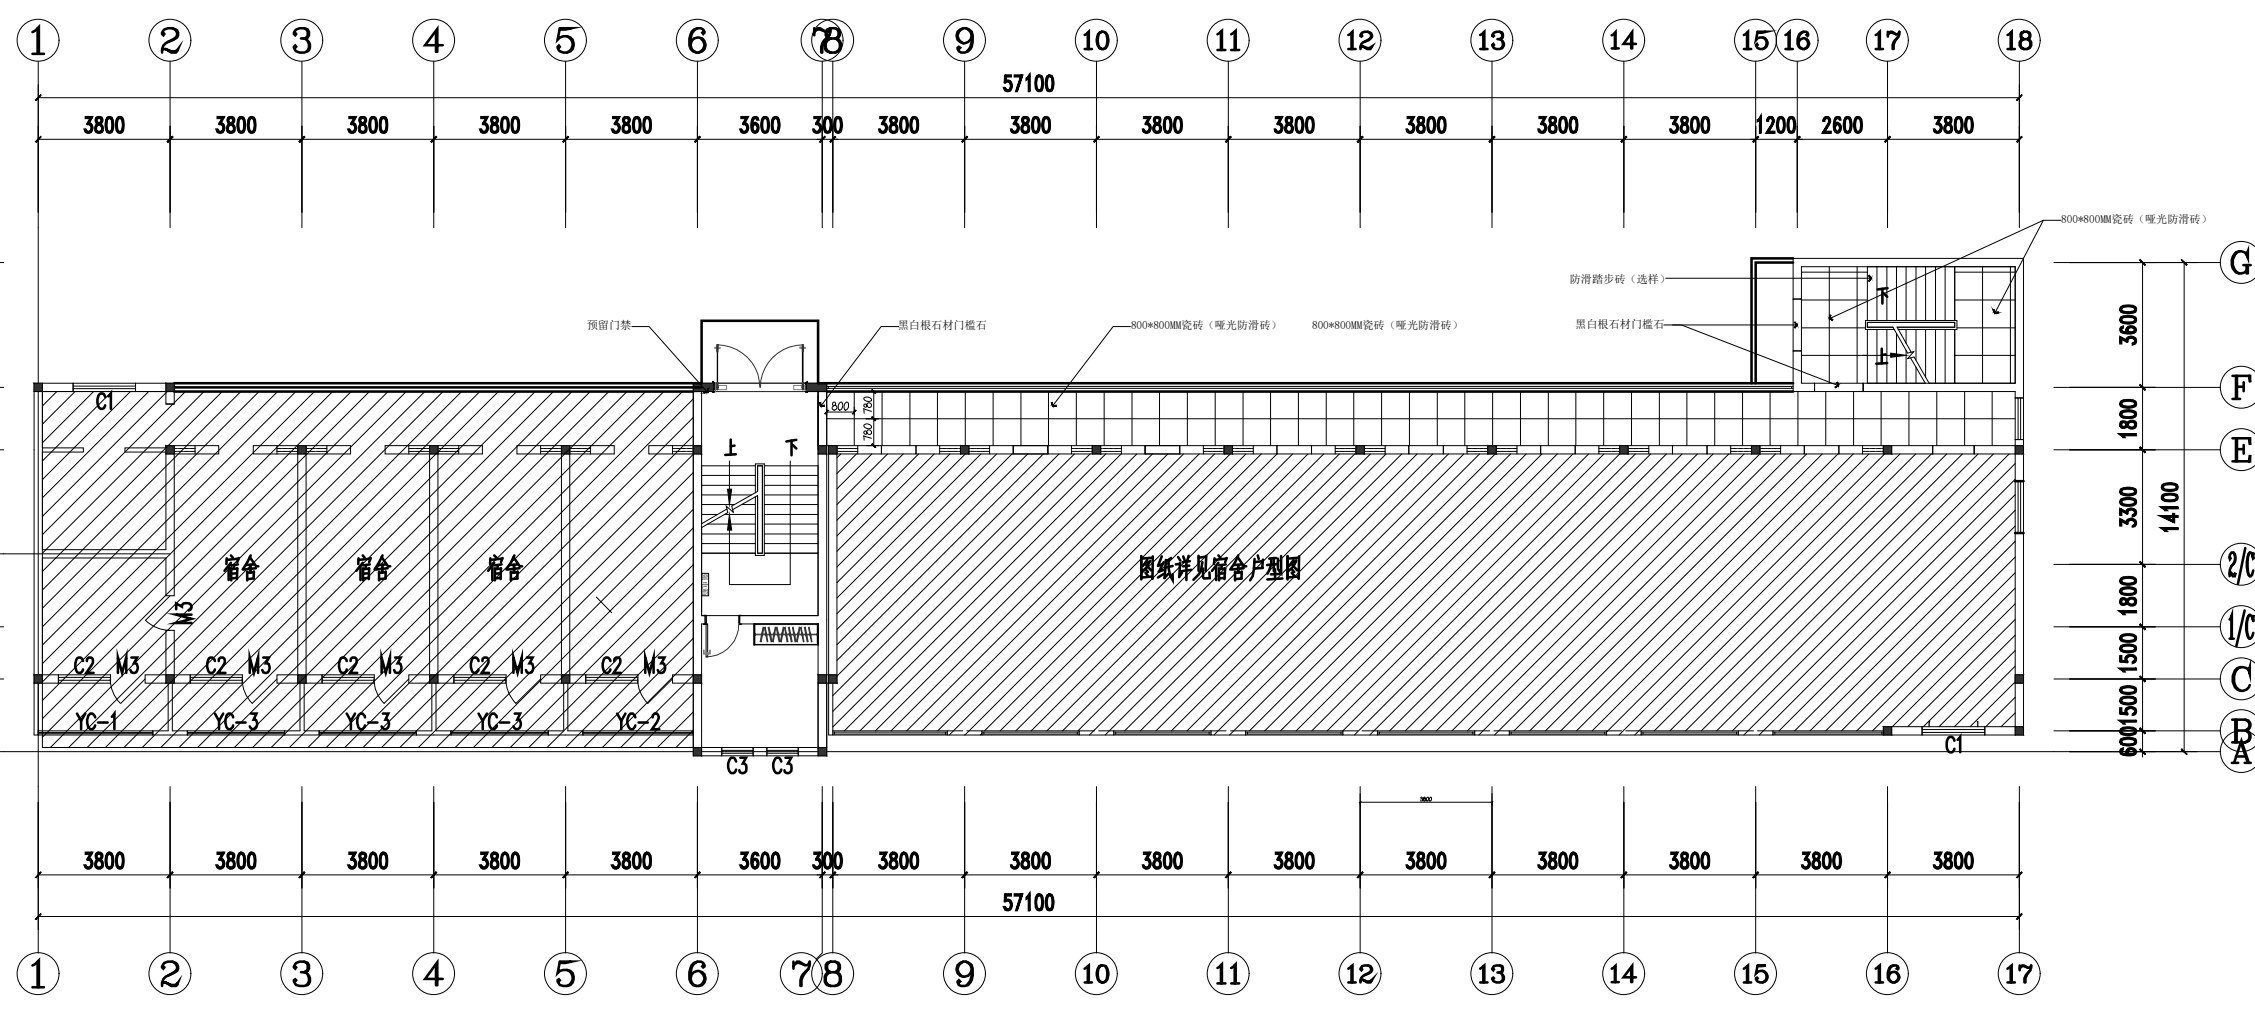 1 2 3 4 5 6 7 8 9 10 11 12 13 14 15 16 17 18
57100
3800 3800 3800 3800 3800 3600 300 3800 3800 3800 3800 3800 3800 3800 1200 2600 3800
800*800MM瓷砖（哑光防滑砖）
G
防滑踏步砖（选样）
下
预留门禁
黑白根石材门槛石
800*800MM瓷砖（哑光防滑砖）
800*800MM瓷砖（哑光防滑砖）
黑白根石材门槛石
3600
上
F
C1
800
780
780
1800
上 下
E
3300
14100
宿舍 宿舍 宿舍
图纸详见宿舍户型图
2/C
M3
1800
1/C
1500
C2 M3 C2 M3 C2 M3 C2 M3 C2 M3
C
1500
YC-1 YC-3 YC-3 YC-3 YC-2
B
C1
600
A
C3 C3
3800
3800 3800 3800 3800 3800 3600 300 3800 3800 3800 3800 3800 3800 3800 3800 3800
57100
1 2 3 4 5 6 7 8 9 10 11 12 13 14 15 16 17